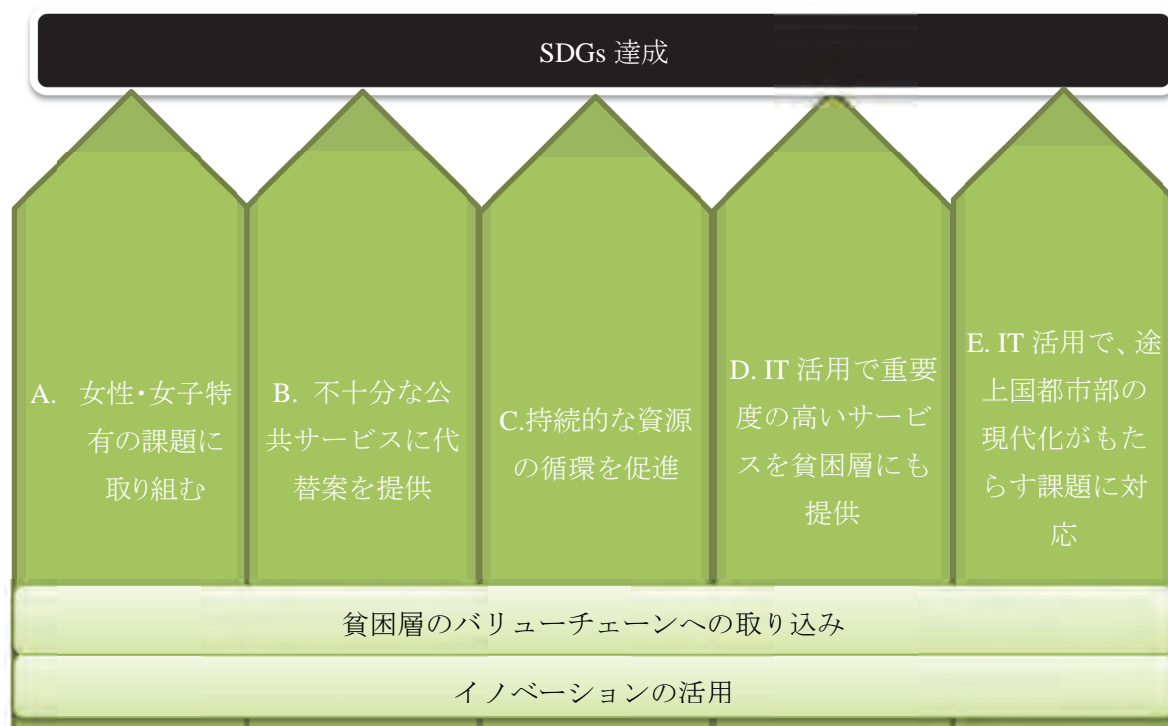 SDGs 達成
A. 女性・女子特
有の課題に
取り組む
B. 不十分な公
共サービスに代
替案を提供
C.持続的な資源
の循環を促進
D. IT 活用で重要
度の高いサービ
スを貧困層にも
提供
E. IT 活用で、途
上国都市部の
現代化がもた
らす課題に対
応
貧困層のバリューチェーンへの取り込み
イノベーションの活用